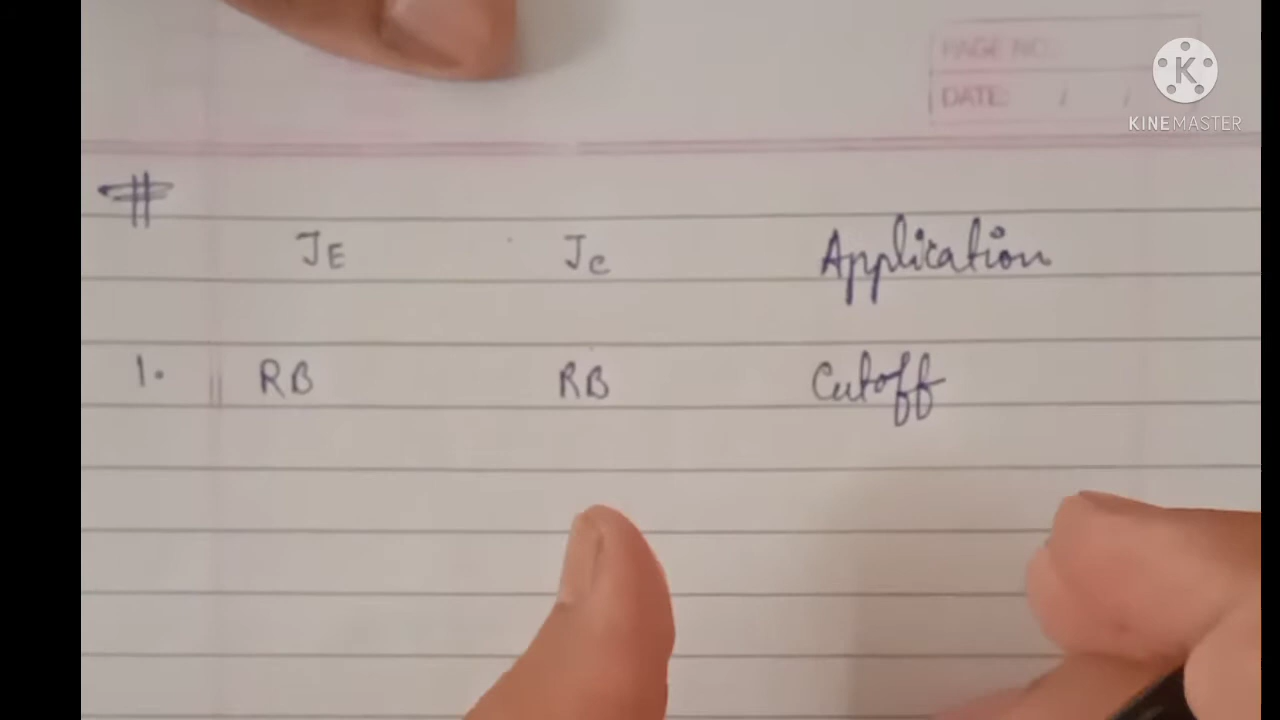 PAGE NO.:
DATE: / /
K
KINEMASTER
#
JE JC Application
1. RB RB Cutoff